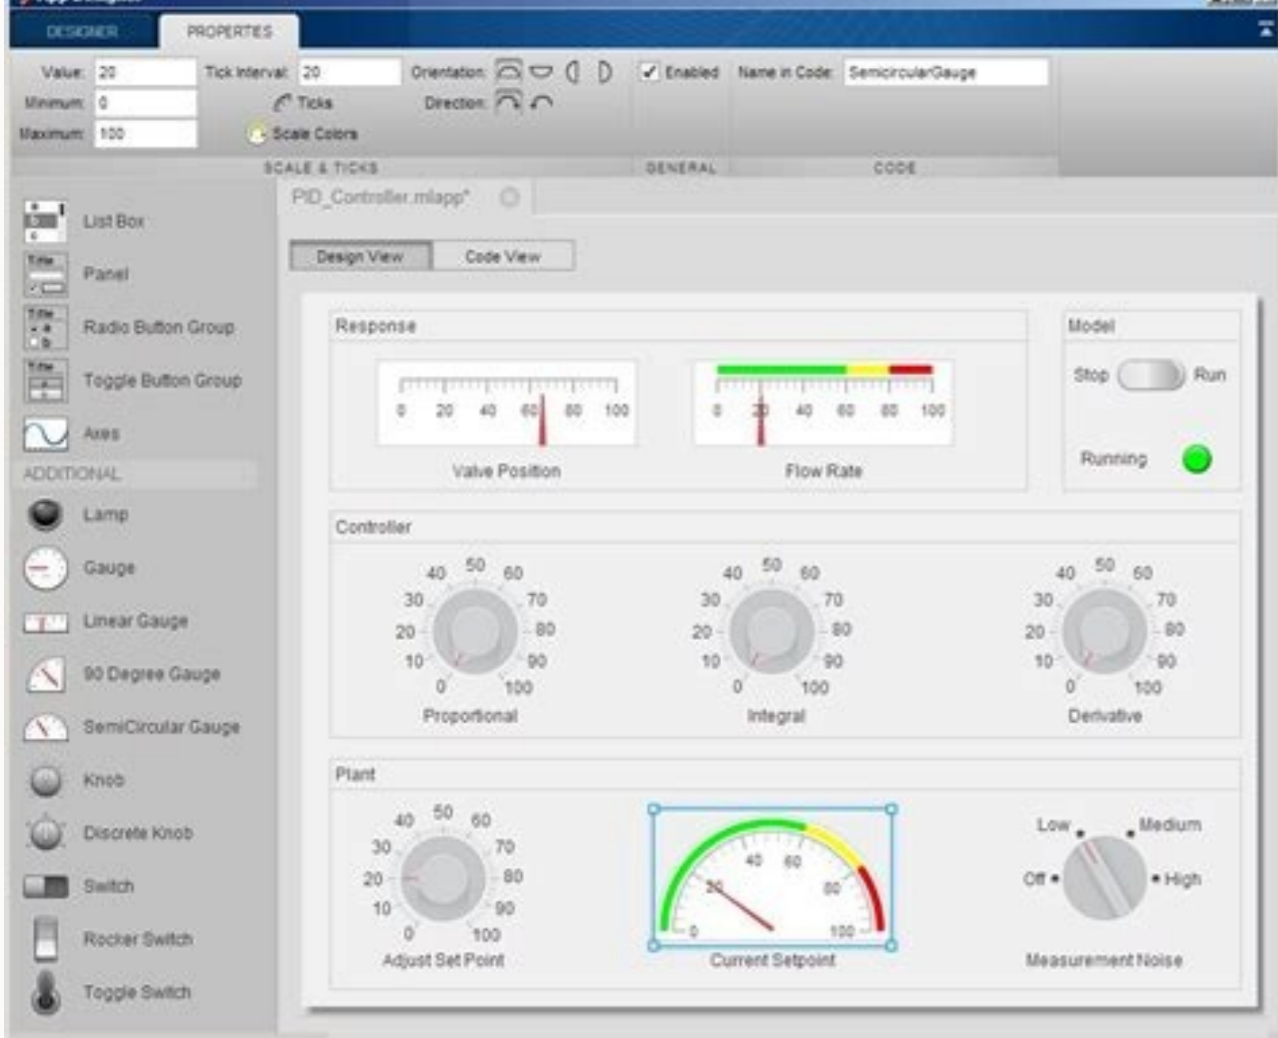 App Designer
DESIGNER PROPERTIES
Value: 20 Tick Interval: 20 Orientation: Enabled Name in Code: SemicircularGauge
Minimum: 0 Ticks Direction:
Maximum: 100 Scale Colors
SCALE & TICKS GENERAL CODE
PID_Controller.mlapp*
Design View Code View
a
b
c
List Box
Title
Panel
Title
a
b
Radio Button Group
Title
Toggle Button Group
Axes
ADDITIONAL
Lamp
Gauge
Linear Gauge
90 Degree Gauge
SemiCircular Gauge
Knob
Discrete Knob
Switch
Rocker Switch
Toggle Switch
Response
0 20 40 60 80 100
Valve Position
0 20 40 60 80 100
Flow Rate
Model
Stop Run
Running
Controller
0 10 20 30 40 50 60 70 80 90 100
Proportional
0 10 20 30 40 50 60 70 80 90 100
Integral
0 10 20 30 40 50 60 70 80 90 100
Derivative
Plant
0 10 20 30 40 50 60 70 80 90 100
Adjust Set Point
0 20 40 60 80 100
Current Setpoint
Off Low Medium High
Measurement Noise